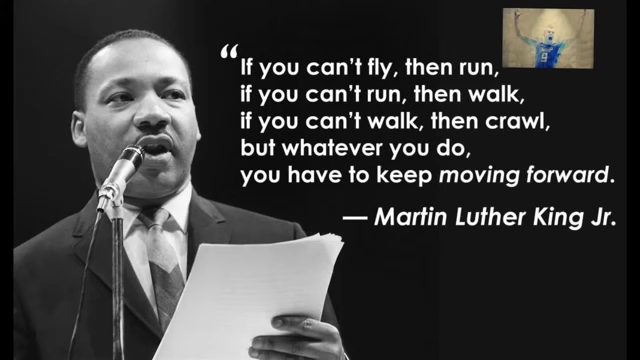 “If you can’t fly, then run,
if you can’t run, then walk,
if you can’t walk, then crawl,
but whatever you do,
you have to keep moving forward.
— Martin Luther King Jr.
9